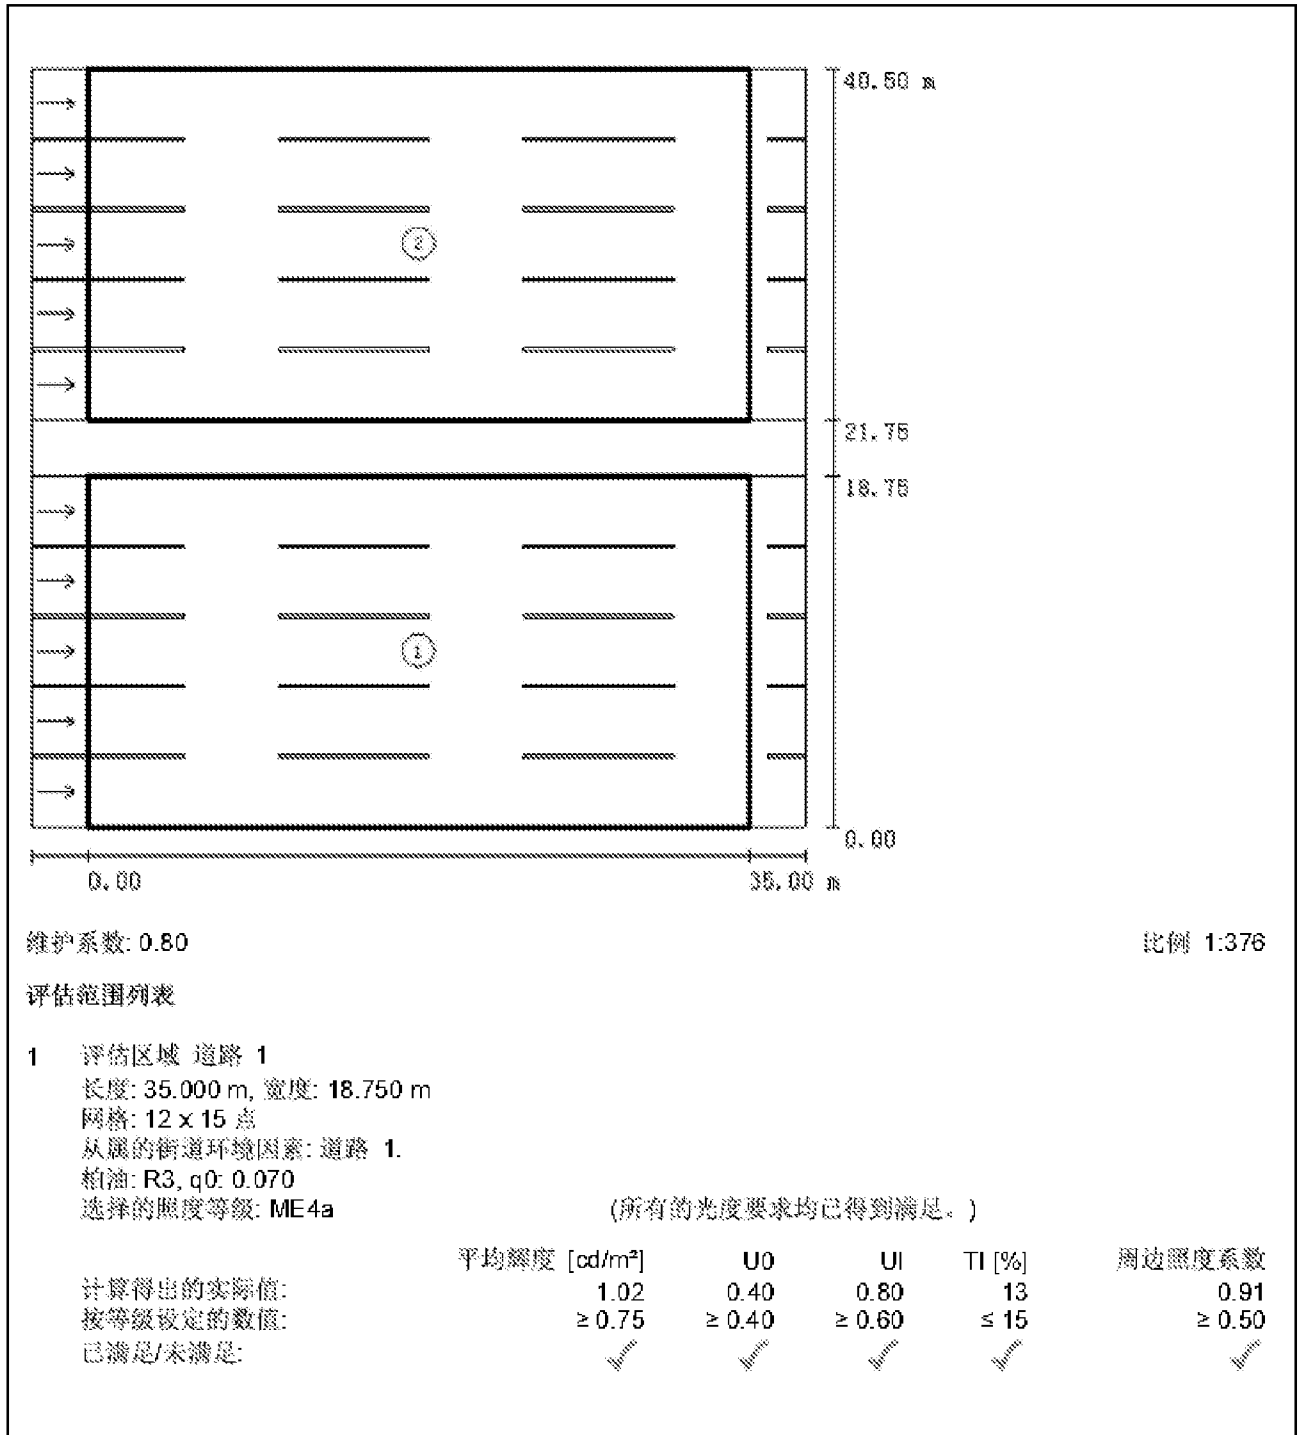 40.50 m
②
21.75
18.75
①
0.00
0.00 35.00 m
维护系数: 0.80 比例 1:376
评估范围列表
1 评估区域 道路 1
长度: 35.000 m, 宽度: 18.750 m
网格: 12 x 15 点
从属的街道环境因素: 道路 1.
柏油: R3, q0: 0.070
选择的照度等级: ME4a (所有的光度要求均已得到满足。)
平均辉度 [cd/m²] U0 Ul TI [%] 周边照度系数
计算得出的实际值: 1.02 0.40 0.80 13 0.91
按等级设定的数值: ≥ 0.75 ≥ 0.40 ≥ 0.60 ≤ 15 ≥ 0.50
已满足/未满足: ✓ ✓ ✓ ✓ ✓